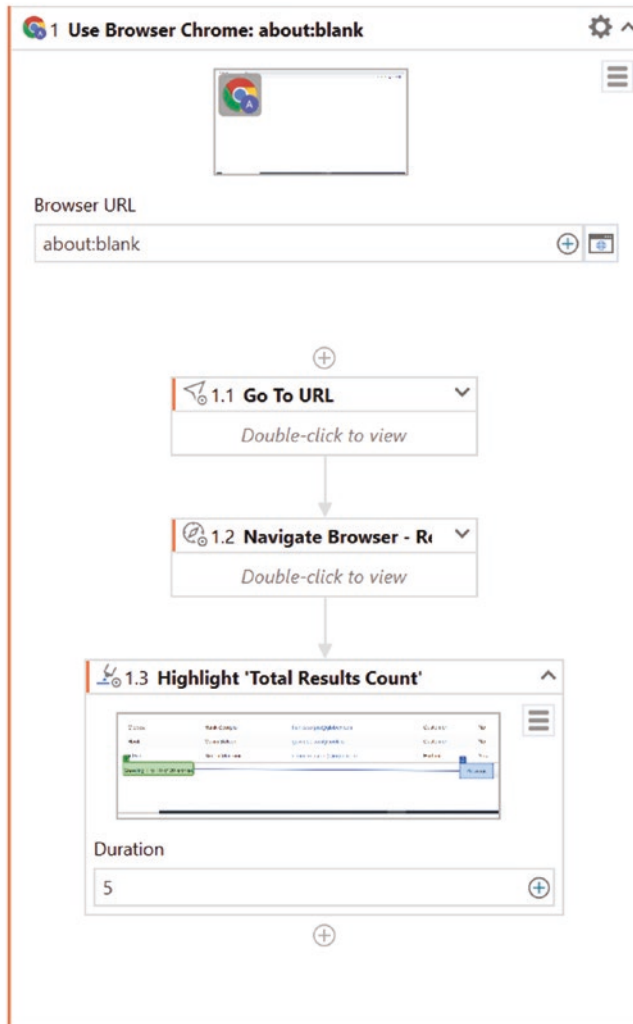 1 Use Browser Chrome: about:blank
Browser URL
about:blank
1.1 Go To URL
Double-click to view
1.2 Navigate Browser - Re
Double-click to view
1.3 Highlight 'Total Results Count'
Duration
5